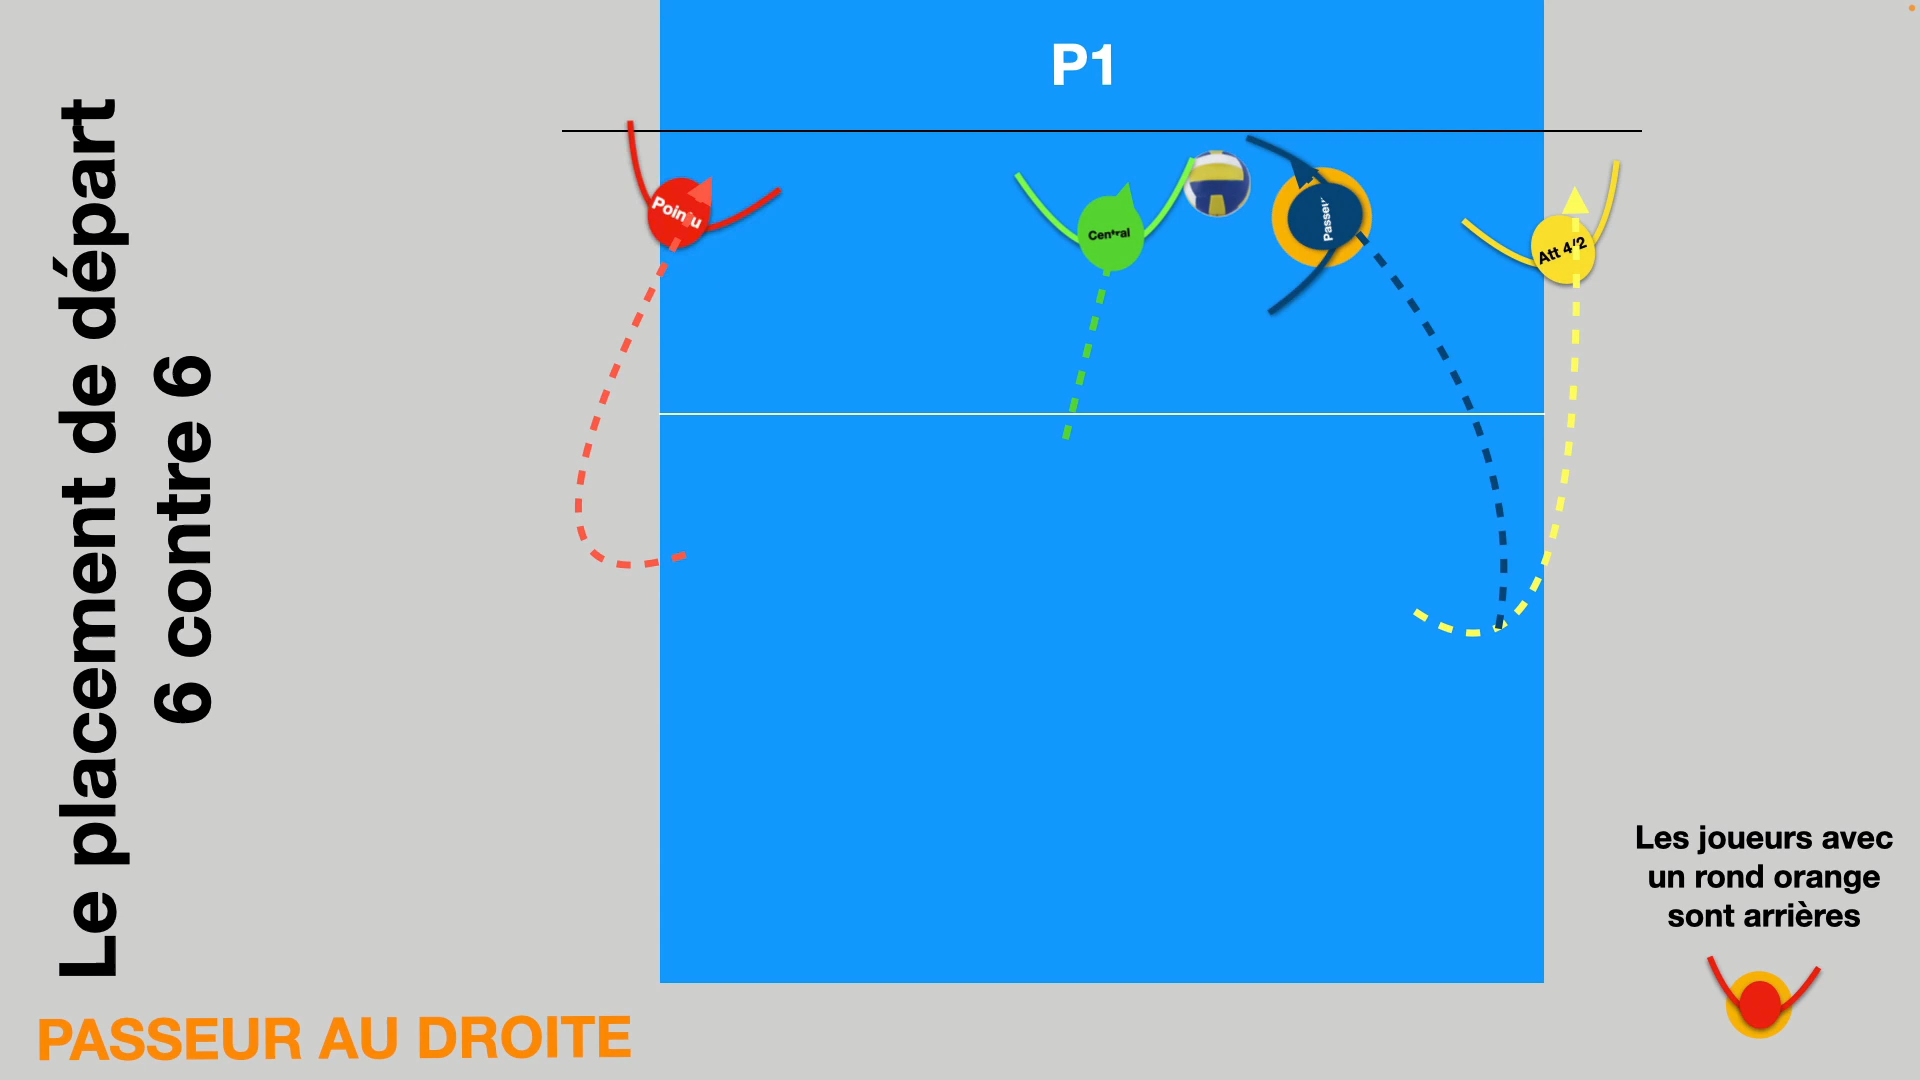 Le placement de départ
6 contre 6
P1
Central
Passeur
Att 4/2
Les joueurs avec
un rond orange
sont arrières
PASSEUR AU DROITE